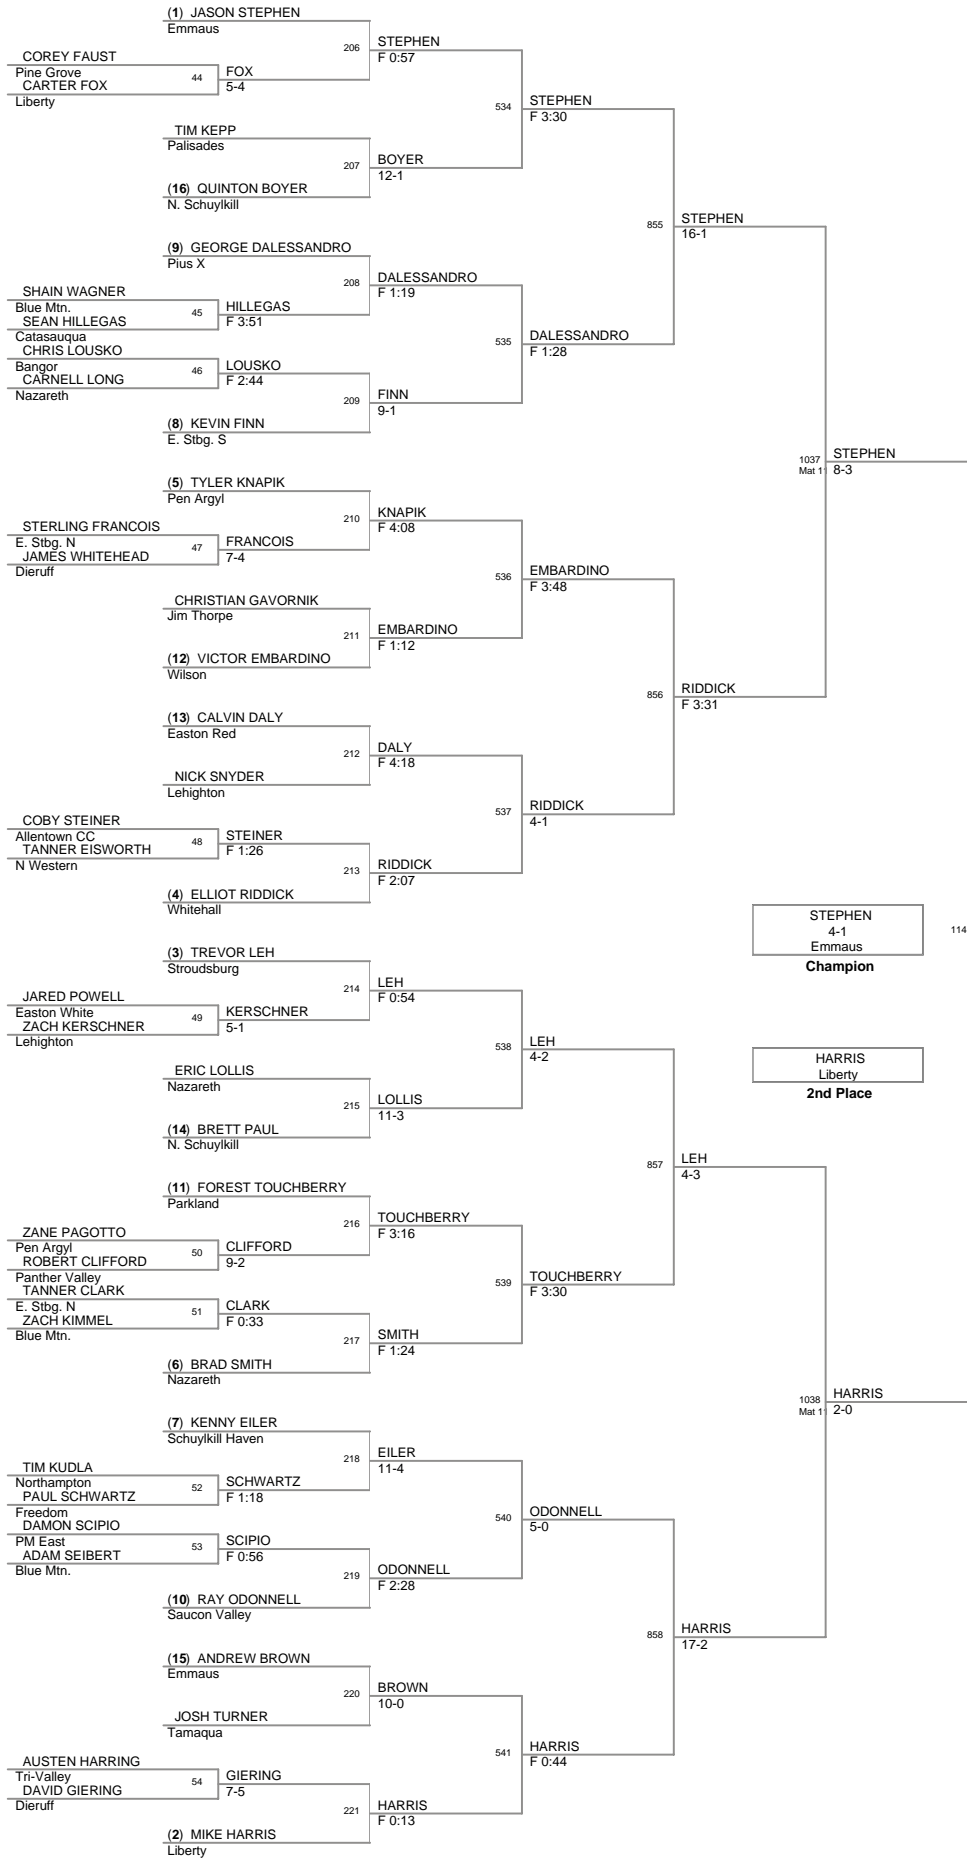 (1) JASON STEPHEN
Emmaus
206
STEPHEN
F 0:57
COREY FAUST
Pine Grove
44
FOX
5-4
CARTER FOX
Liberty
534
STEPHEN
F 3:30
TIM KEPP
Palisades
207
BOYER
12-1
(16) QUINTON BOYER
N. Schuylkill
855
STEPHEN
16-1
(9) GEORGE DALESSANDRO
Pius X
208
DALESSANDRO
F 1:19
SHAIN WAGNER
Blue Mtn.
45
HILLEGAS
F 3:51
SEAN HILLEGAS
Catasauqua
535
DALESSANDRO
F 1:28
CHRIS LOUSKO
Bangor
46
LOUSKO
F 2:44
CARNELL LONG
Nazareth
209
FINN
9-1
(8) KEVIN FINN
E. Stbg. S
1037
Mat 1
STEPHEN
8-3
(5) TYLER KNAPIK
Pen Argyl
210
KNAPIK
F 4:08
STERLING FRANCOIS
E. Stbg. N
47
FRANCOIS
7-4
JAMES WHITEHEAD
Dieruff
536
EMBARDINO
F 3:48
CHRISTIAN GAVORNIK
Jim Thorpe
211
EMBARDINO
F 1:12
(12) VICTOR EMBARDINO
Wilson
856
RIDDICK
F 3:31
(13) CALVIN DALY
Easton Red
212
DALY
F 4:18
NICK SNYDER
Lehighton
537
RIDDICK
4-1
COBY STEINER
Allentown CC
48
STEINER
F 1:26
TANNER EISWORTH
N Western
213
RIDDICK
F 2:07
(4) ELLIOT RIDDICK
Whitehall
STEPHEN
4-1
Emmaus
Champion
114
(3) TREVOR LEH
Stroudsburg
214
LEH
F 0:54
JARED POWELL
Easton White
49
KERSCHNER
5-1
ZACH KERSCHNER
Lehighton
538
LEH
4-2
HARRIS
Liberty
2nd Place
ERIC LOLLIS
Nazareth
215
LOLLIS
11-3
(14) BRETT PAUL
N. Schuylkill
857
LEH
4-3
(11) FOREST TOUCHBERRY
Parkland
216
TOUCHBERRY
F 3:16
ZANE PAGOTTO
Pen Argyl
50
CLIFFORD
9-2
ROBERT CLIFFORD
Panther Valley
539
TOUCHBERRY
F 3:30
TANNER CLARK
E. Stbg. N
51
CLARK
F 0:33
ZACH KIMMEL
Blue Mtn.
217
SMITH
F 1:24
(6) BRAD SMITH
Nazareth
1038
Mat 1
HARRIS
2-0
(7) KENNY EILER
Schuylkill Haven
218
EILER
11-4
TIM KUDLA
Northampton
52
SCHWARTZ
F 1:18
PAUL SCHWARTZ
Freedom
540
ODONNELL
5-0
DAMON SCIPIO
PM East
53
SCIPIO
F 0:56
ADAM SEIBERT
Blue Mtn.
219
ODONNELL
F 2:28
(10) RAY ODONNELL
Saucon Valley
858
HARRIS
17-2
(15) ANDREW BROWN
Emmaus
220
BROWN
10-0
JOSH TURNER
Tamaqua
541
HARRIS
F 0:44
AUSTEN HARRING
Tri-Valley
54
GIERING
7-5
DAVID GIERING
Dieruff
221
HARRIS
F 0:13
(2) MIKE HARRIS
Liberty